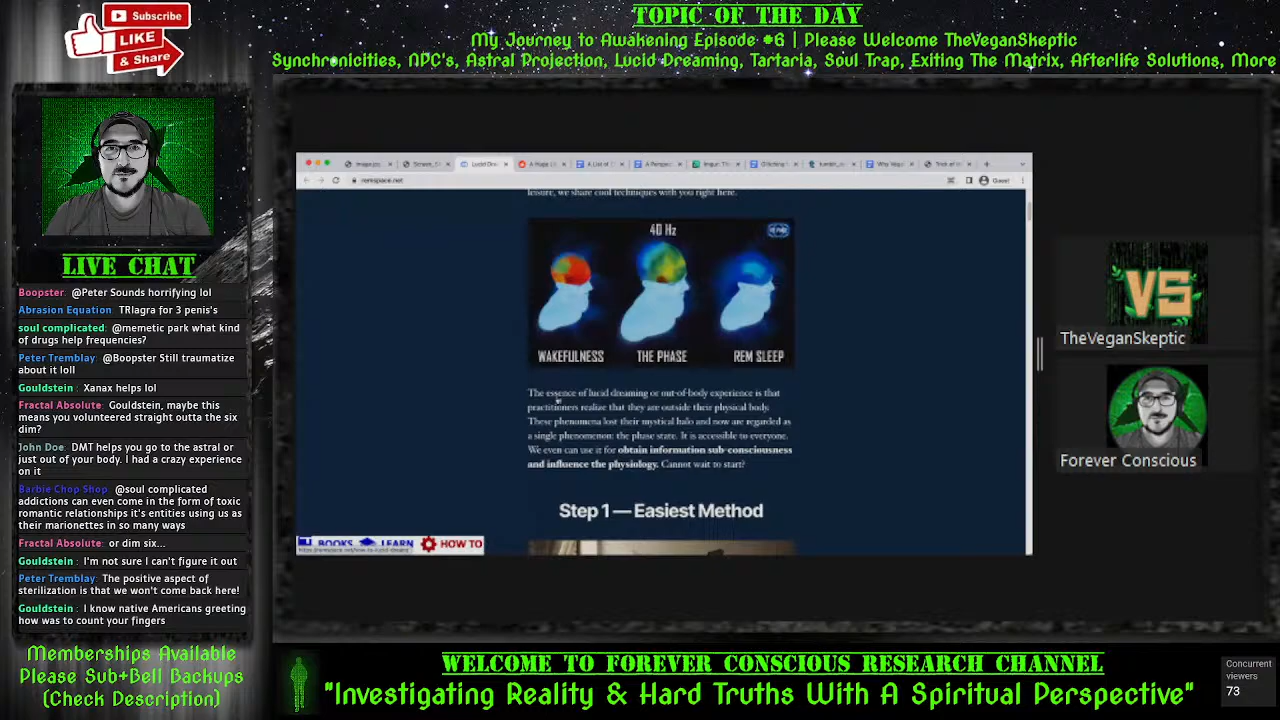 Subscribe
LIKE
& Share
TOPIC OF THE DAY
My Journey to Awakening Episode #6 | Please Welcome TheVeganSkeptic
Synchronicities, NPC's, Astral Projection, Lucid Dreaming, Tartaria, Soul Trap, Exiting The Matrix, Afterlife Solutions, More
LIVE CHAT
Boopster: @Peter Sounds horrifying lol
Abrasion Equation TRIagra for 3 penis's
soul complicated: @memetic park what kind
of drugs help frequencies?
Peter Tremblay: @Boopster Still traumatize
about it loll
Gouldstein: Xanax helps lol
Fractal Absolute: Gouldstein, maybe this
means you volunteered straight outta the six
dim?
John Doe: DMT helps you go to the astral or
just out of your body. I had a crazy experience
on it
Barbie Chop Shop: @soul complicated
addictions can even come in the form of toxic
romantic relationships it's entities using us as
their marionettes in so many ways
Fractal Absolute: or dim six...
Gouldstein : I'm not sure I can't figure it out
Peter Tremblay: The positive aspect of
sterilization is that we won't come back here!
Gouldstein : I know native Americans greeting
how was to count your fingers
Memberships Available
Please Sub+Bell Backups
(Check Description)
remspace.net
Guest
leisure, we share cool techniques with you right here.
40 Hz
WAKEFULNESS
THE PHASE
REM SLEEP
The essence of lucid dreaming or out-of-body experience is that
practitioners realize that they are outside their physical body.
These phenomena lost their mystical halo and now are regarded as
a single phenomenon: the phase state. It is accessible to everyone.
We even can use it for obtain information sub-consciousness
and influence the physiology. Cannot wait to start?
Step 1 — Easiest Method
BOOKS LEARN HOW TO
VS
TheVeganSkeptic
Forever Conscious
WELCOME TO FOREVER CONSCIOUS RESEARCH CHANNEL
"Investigating Reality & Hard Truths With A Spiritual Perspective"
Concurrent
viewers
73